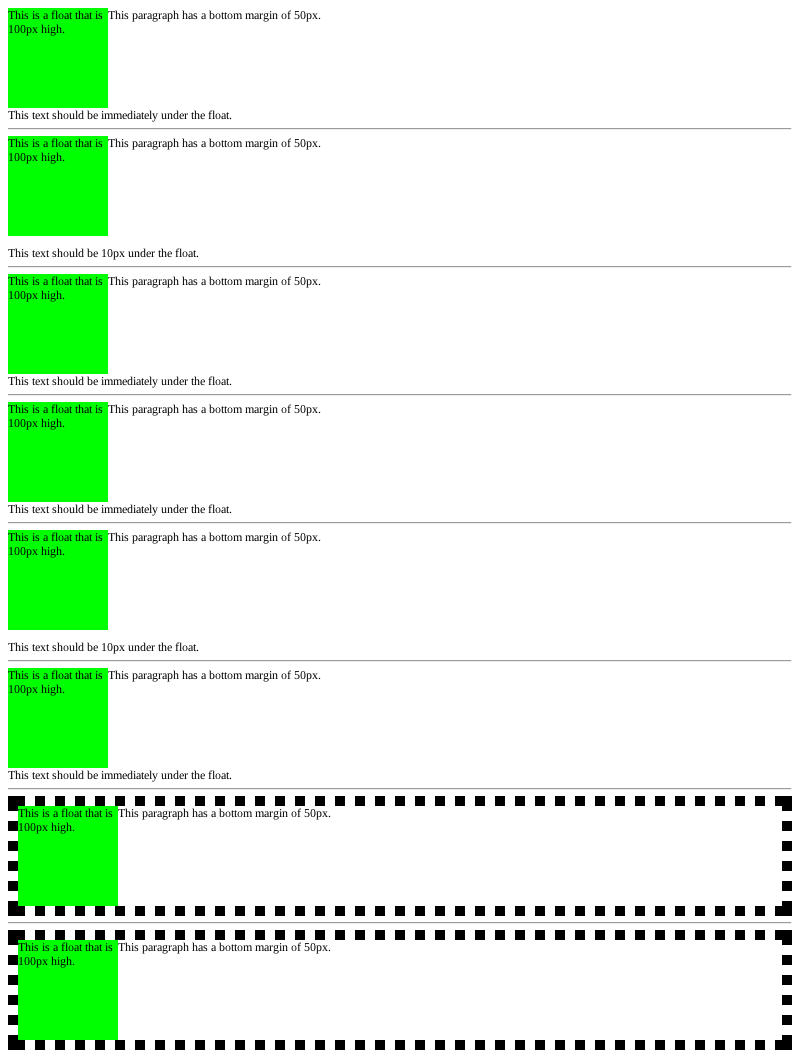 This is a float that is This paragraph has a bottom margin of 50px.
100px high.
This text should be immediately under the float.
This is a float that is This paragraph has a bottom margin of 50px.
100px high.
This text should be 10px under the float.
This is a float that is This paragraph has a bottom margin of 50px.
100px high.
This text should be immediately under the float.
This is a float that is This paragraph has a bottom margin of 50px.
100px high.
This text should be immediately under the float.
This is a float that is This paragraph has a bottom margin of 50px.
100px high.
This text should be 10px under the float.
This is a float that is This paragraph has a bottom margin of 50px.
100px high.
This text should be immediately under the float.
This is a float that is This paragraph has a bottom margin of 50px.
100px high.
This is a float that is This paragraph has a bottom margin of 50px.
100px high.